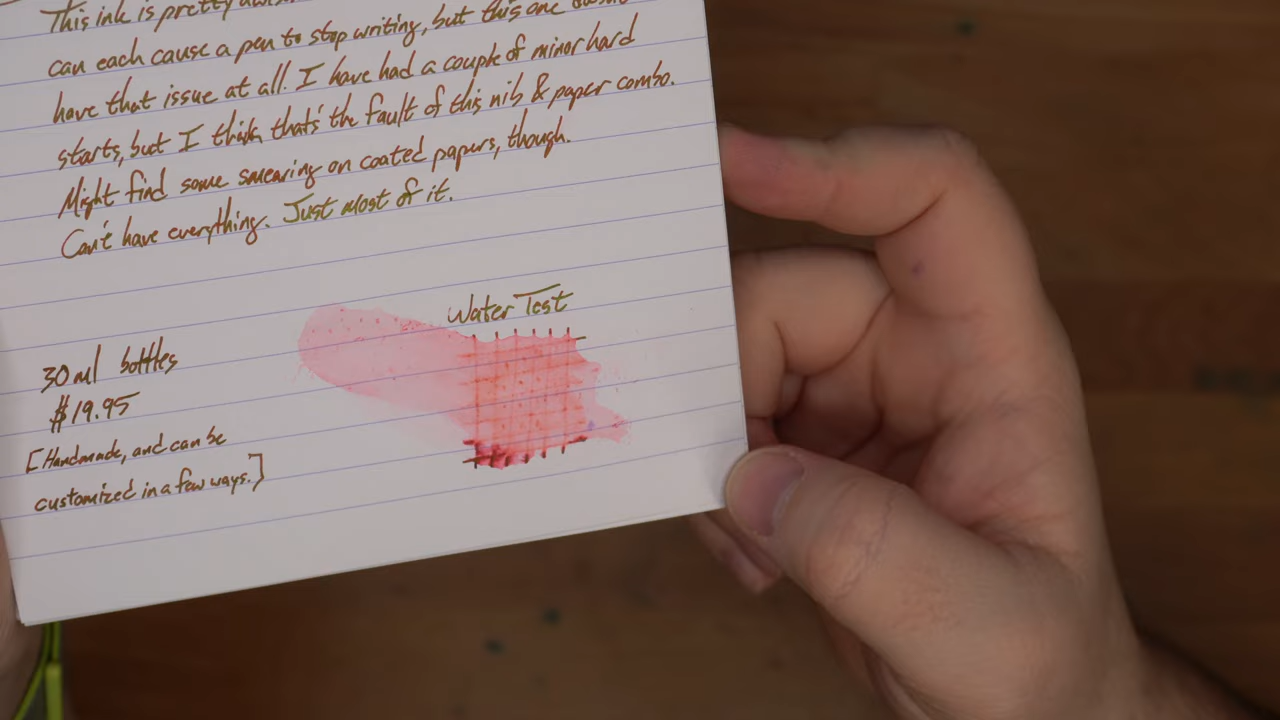 This ink is pretty
can each cause a pen to stop writing, but this one doesn't
have that issue at all. I have had a couple of minor hard
starts, but I think that's the fault of this nib & paper combo.
Might find some smearing on coated papers, though.
Can't have everything. Just most of it.
Water Test
30 ml bottles
$19.95
[Handmade, and can be
customized in a few ways.]